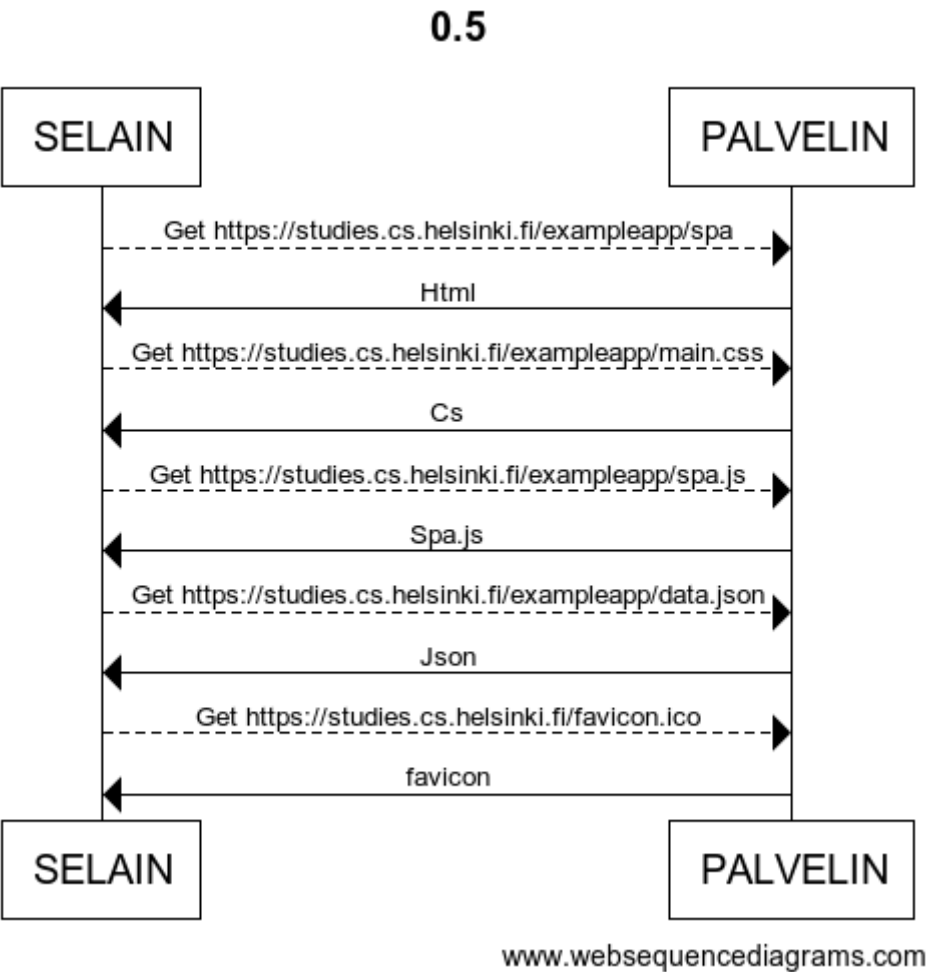 0.5
SELAIN
PALVELIN
Get https://studies.cs.helsinki.fi/exampleapp/spa
Html
Get https://studies.cs.helsinki.fi/exampleapp/main.css
Cs
Get https://studies.cs.helsinki.fi/exampleapp/spa.js
Spa.js
Get https://studies.cs.helsinki.fi/exampleapp/data.json
Json
Get https://studies.cs.helsinki.fi/favicon.ico
favicon
SELAIN
PALVELIN
www.websequencediagrams.com